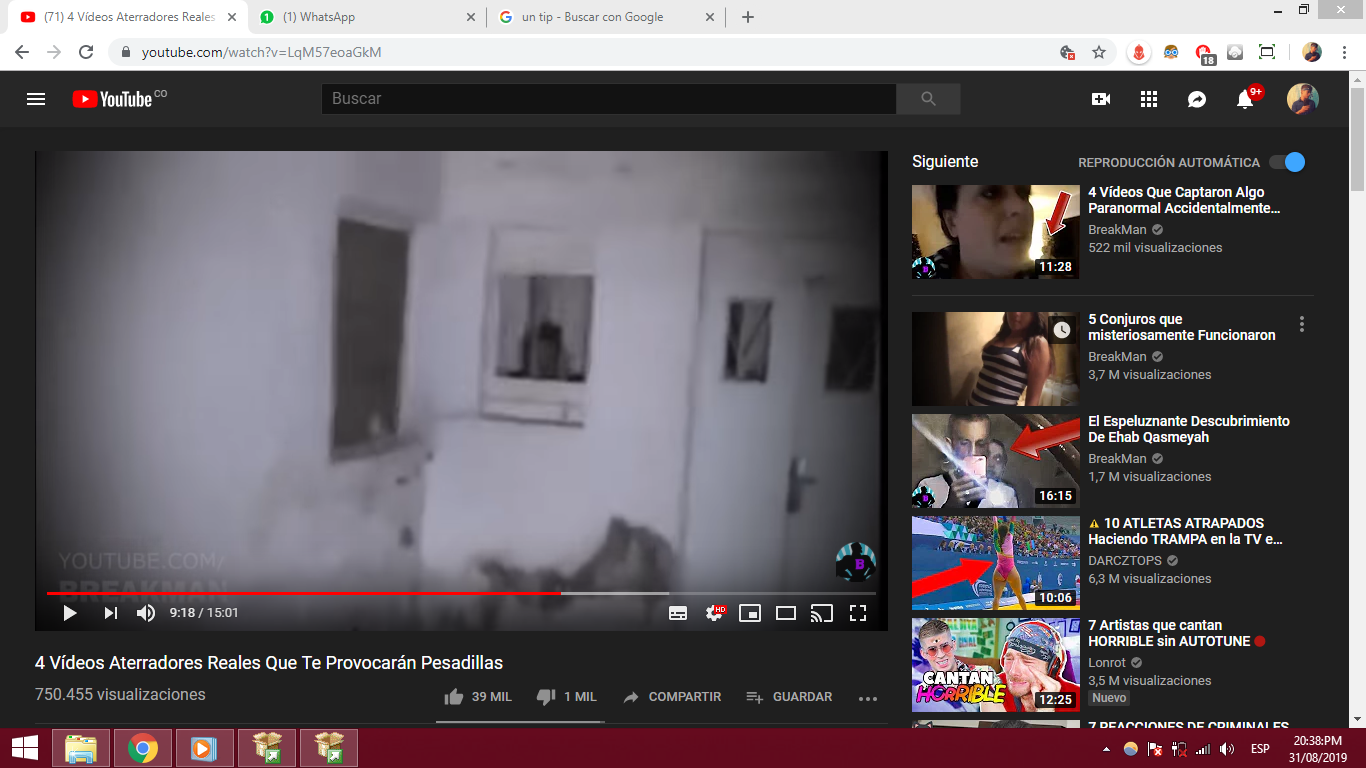 (71) 4 Vídeos Aterradores Reales
(1) WhatsApp
un tip - Buscar con Google
youtube.com/watch?v=LqM57eoaGkM
18
YouTube CO
Buscar
9+
YOUTUBE.COM/
BREAKMAN
B
9:18 / 15:01
HD
4 Vídeos Aterradores Reales Que Te Provocarán Pesadillas
750.455 visualizaciones
39 MIL
1 MIL
COMPARTIR
GUARDAR
Siguiente
REPRODUCCIÓN AUTOMÁTICA
11:28
4 Vídeos Que Captaron Algo
Paranormal Accidentalmente...
BreakMan
522 mil visualizaciones
5 Conjuros que
misteriosamente Funcionaron
BreakMan
3,7 M visualizaciones
16:15
El Espeluznante Descubrimiento
De Ehab Qasmeyah
BreakMan
1,7 M visualizaciones
10:06
10 ATLETAS ATRAPADOS
Haciendo TRAMPA en la TV e...
DARCZTOPS
6,3 M visualizaciones
CANTAN
HORRIBLE
12:25
7 Artistas que cantan
HORRIBLE sin AUTOTUNE
Lonrot
3,5 M visualizaciones
Nuevo
7 REACCIONES DE CRIMINALES
ESP
20:38:PM
31/08/2019